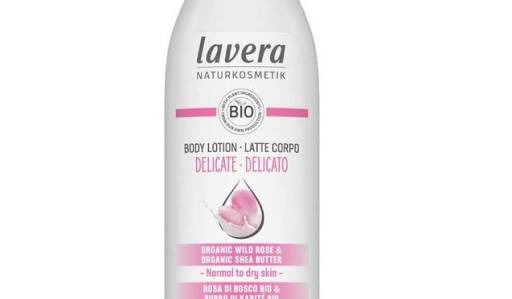 lavera
NATURKOSMETIK
BIO
BODY LOTION · LATTE CORPO
DELICATE · DELICATO
ORGANIC WILD ROSE &
ORGANIC SHEA BUTTER
– Normal to dry skin –
ROSA DI BOSCO BIO &
BURRO DI KARITÉ BIO